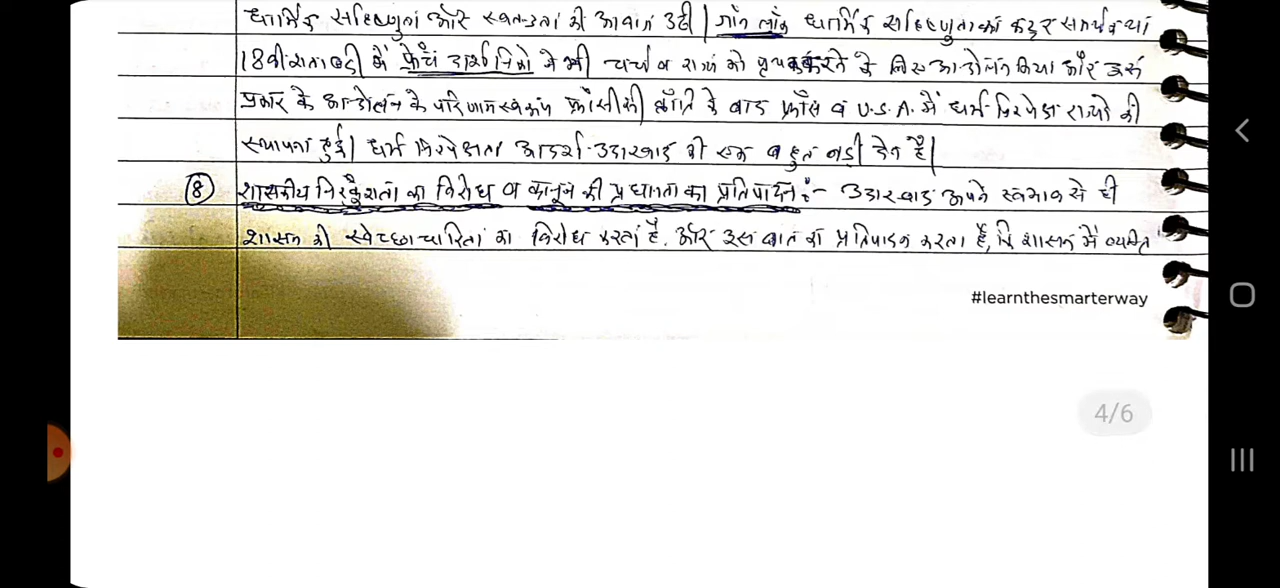 धार्मिक सहिष्णुता और स्वतन्त्रता की आवाज उठी। जॉन लॉक धार्मिक सहिष्णुता का कट्टर समर्थक था
18वी शताब्दी में फ्रेंच दार्शनिको ने भी चर्च व राज्य को पृथक करने के लिए आन्दोलन किया और इस
प्रकार के आन्दोलन के परिणामस्वरूप फ्राँसीसी क्राँति के बाद फ्राँस व U.S.A. में धर्म-निरपेक्ष राज्यो की
स्थापना हुई। धर्म निरपेक्षता आदर्श-उदारवाद की एक बहुत बड़ी देन है।
8 शासकीय निरंकुशता का विरोध व कानून की प्रधानता का प्रतिपादन:- उदारवाद अपने स्वभाव से ही
शासन की स्वेच्छाचारिता का विरोध करता है, और इस बात का प्रतिपादन करता है, कि शासन में व्यक्ति
#learnthesmarterway
4/6